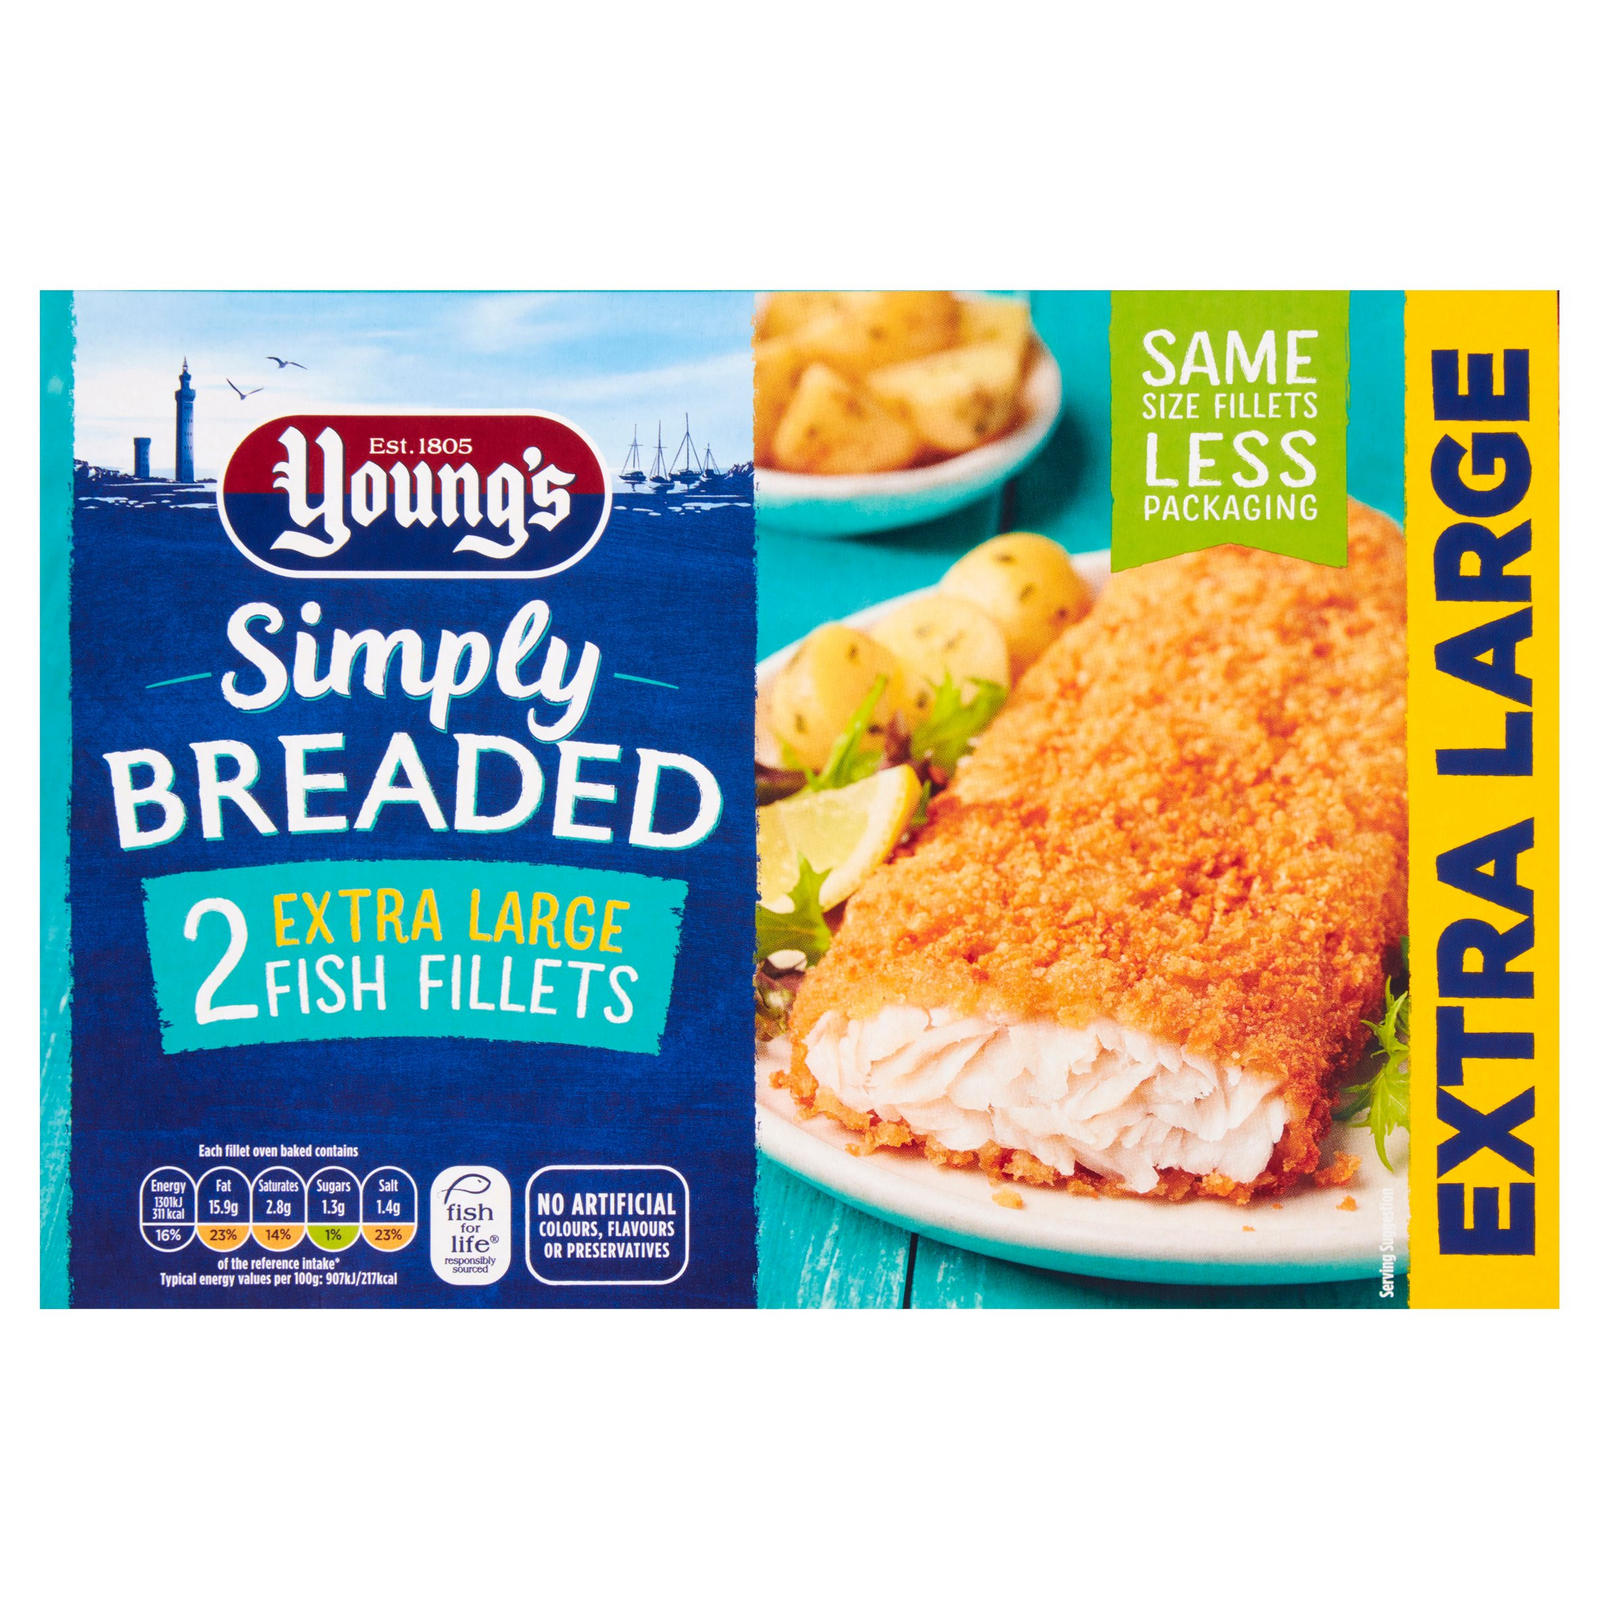 Est. 1805
Young's
Simply
BREADED
2 EXTRA LARGE
FISH FILLETS
Each fillet oven baked contains
Energy
1301kJ
311 kcal
16%
Fat
15.9g
23%
Saturates
2.8g
14%
Sugars
1.3g
1%
Salt
1.4g
23%
of the reference intake*
Typical energy values per 100g: 907kJ/217kcal
fish
for
life®
responsibly
sourced
NO ARTIFICIAL
COLOURS, FLAVOURS
OR PRESERVATIVES
SAME
SIZE FILLETS
LESS
PACKAGING
Serving Suggestion
EXTRA LARGE